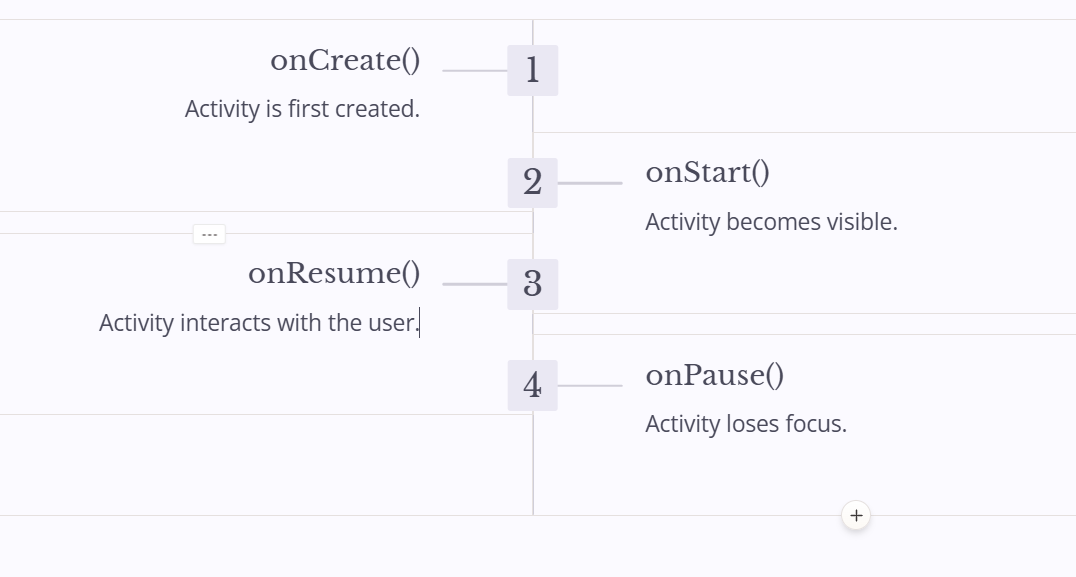 onCreate()
1
Activity is first created.
2
onStart()
Activity becomes visible.
onResume()
3
Activity interacts with the user.
4
onPause()
Activity loses focus.